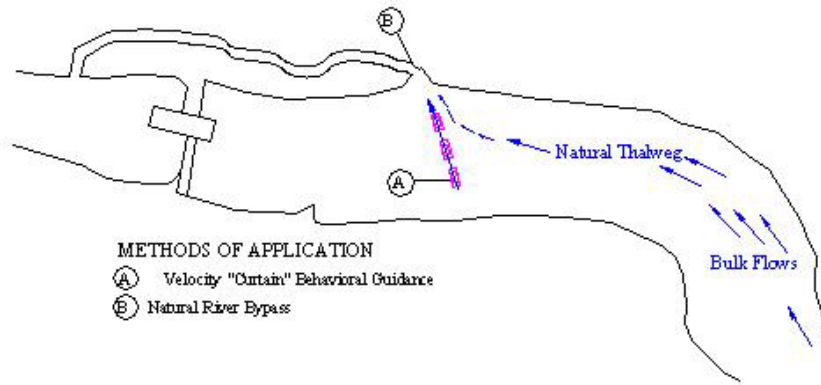 B
Natural Thalweg
A
METHODS OF APPLICATION
A Velocity "Curtain" Behavioral Guidance
B Natural River Bypass
Bulk Flows